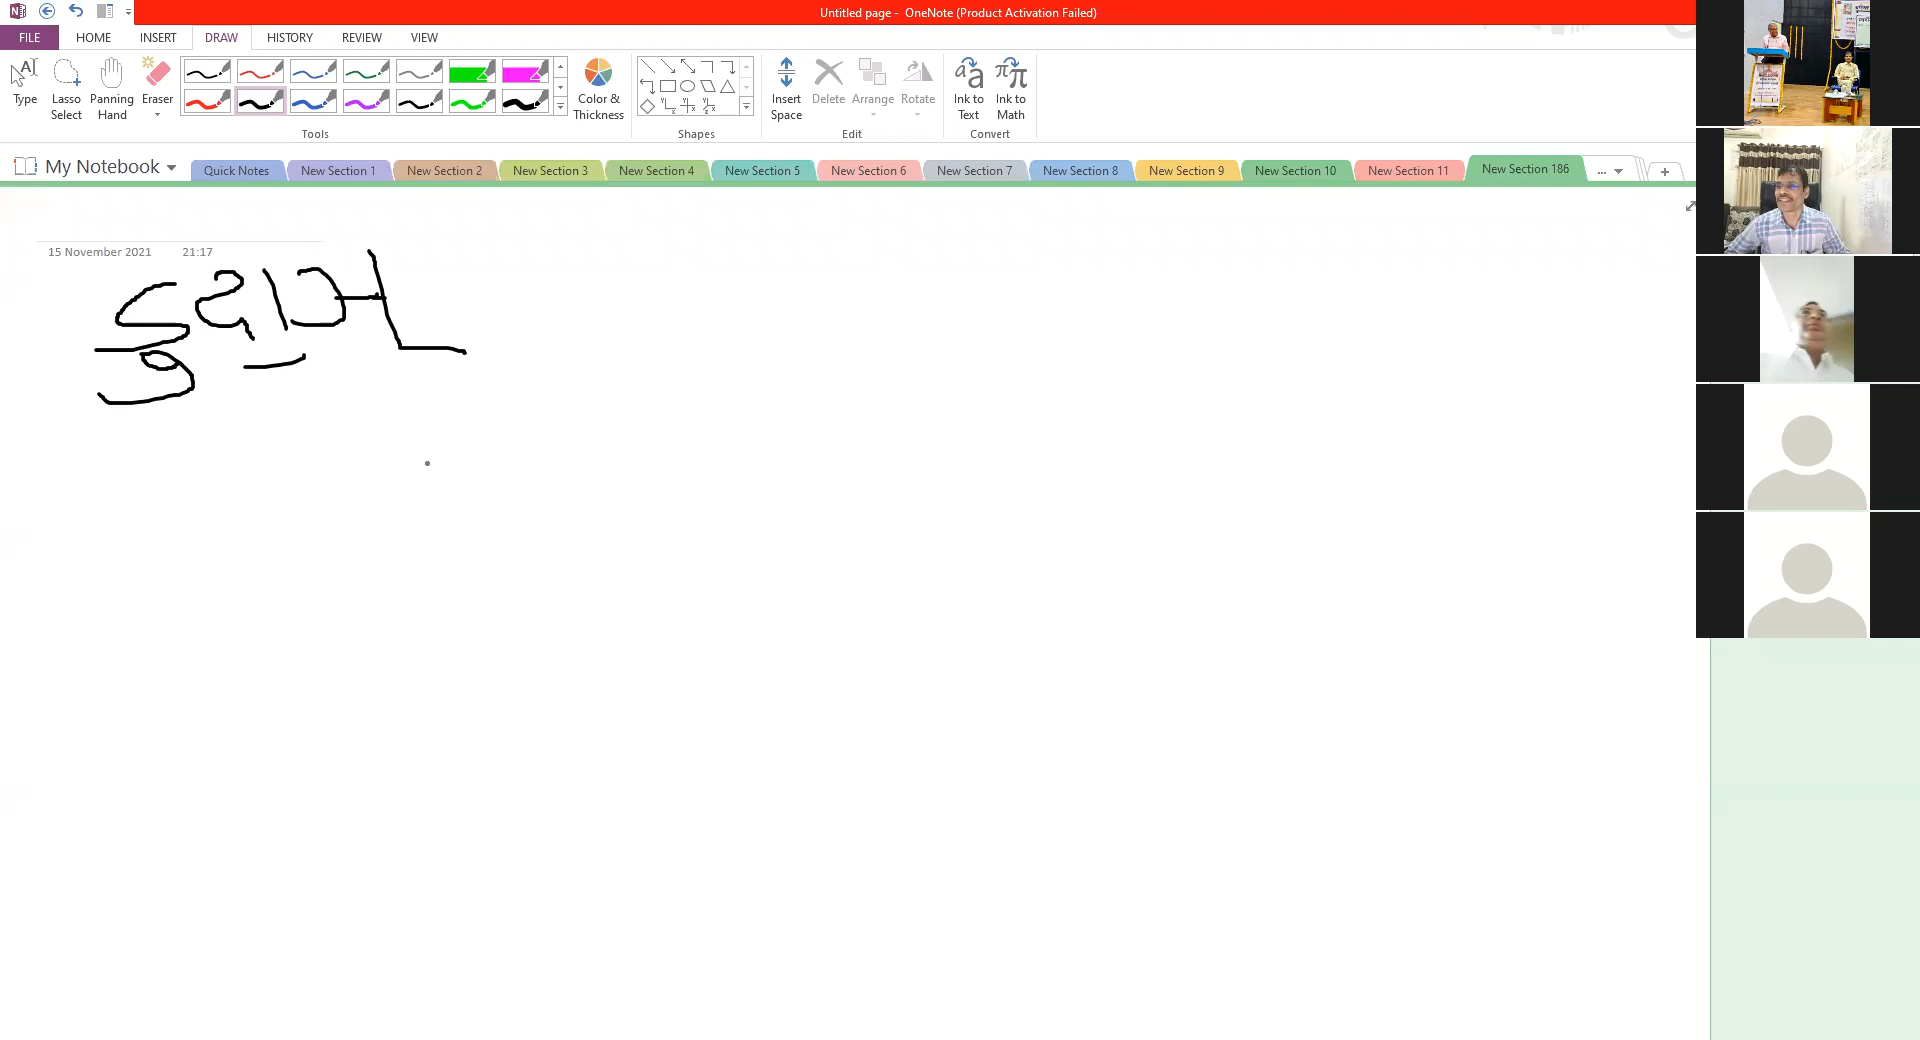 Untitled page - OneNote (Product Activation Failed)
FILE HOME INSERT DRAW HISTORY REVIEW VIEW
Type Lasso Select Panning Hand Eraser
Color & Thickness
Insert Space Delete Arrange Rotate
Ink to Text Ink to Math
Tools Shapes Edit Convert
My Notebook Quick Notes New Section 1 New Section 2 New Section 3 New Section 4 New Section 5 New Section 6 New Section 7 New Section 8 New Section 9 New Section 10 New Section 11 New Section 186 ...
15 November 2021 21:17